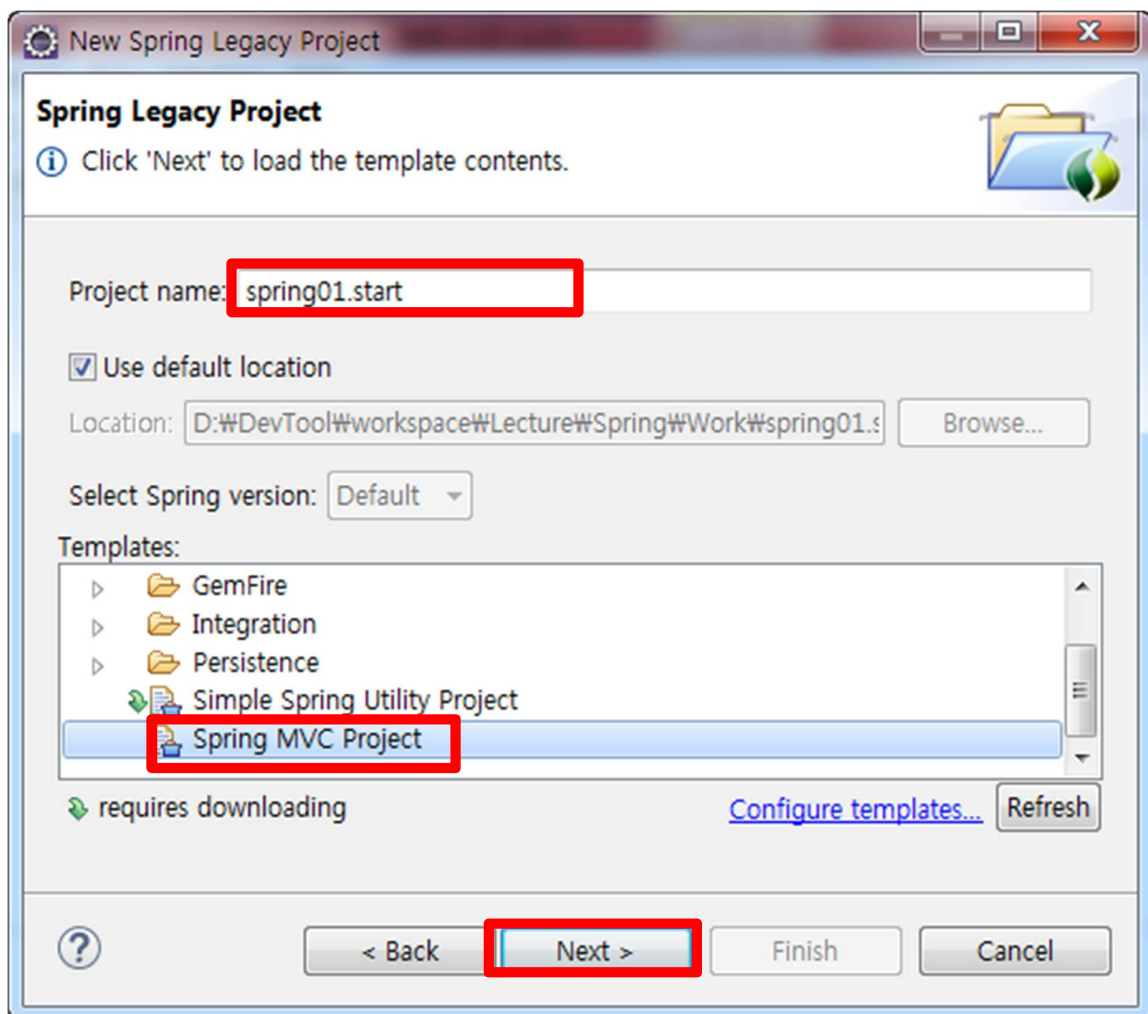 New Spring Legacy Project
Spring Legacy Project
Click 'Next' to load the template contents.
Project name: spring01.start
Use default location
Location: D:₩DevTool₩workspace₩Lecture₩Spring₩Work₩spring01.s Browse...
Select Spring version: Default
Templates:
GemFire
Integration
Persistence
Simple Spring Utility Project
Spring MVC Project
requires downloading Configure templates... Refresh
? < Back Next > Finish Cancel